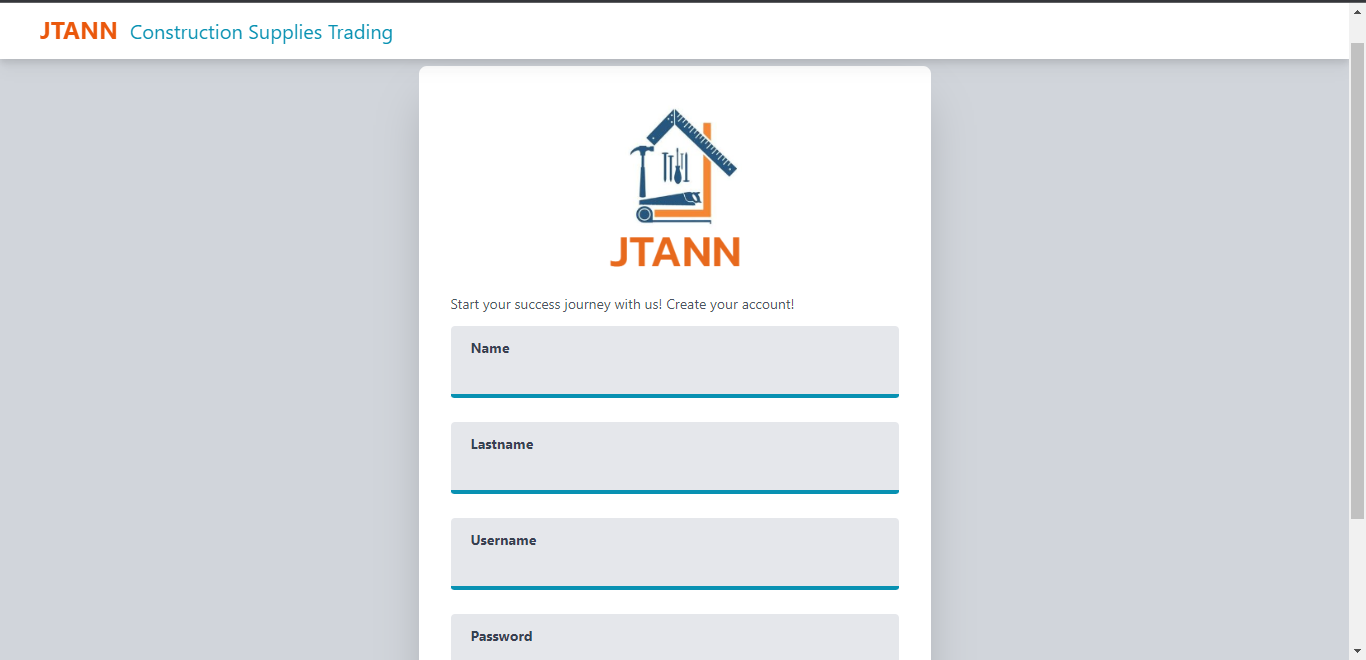 JTANN Construction Supplies Trading
JTANN
Start your success journey with us! Create your account!
Name
Lastname
Username
Password